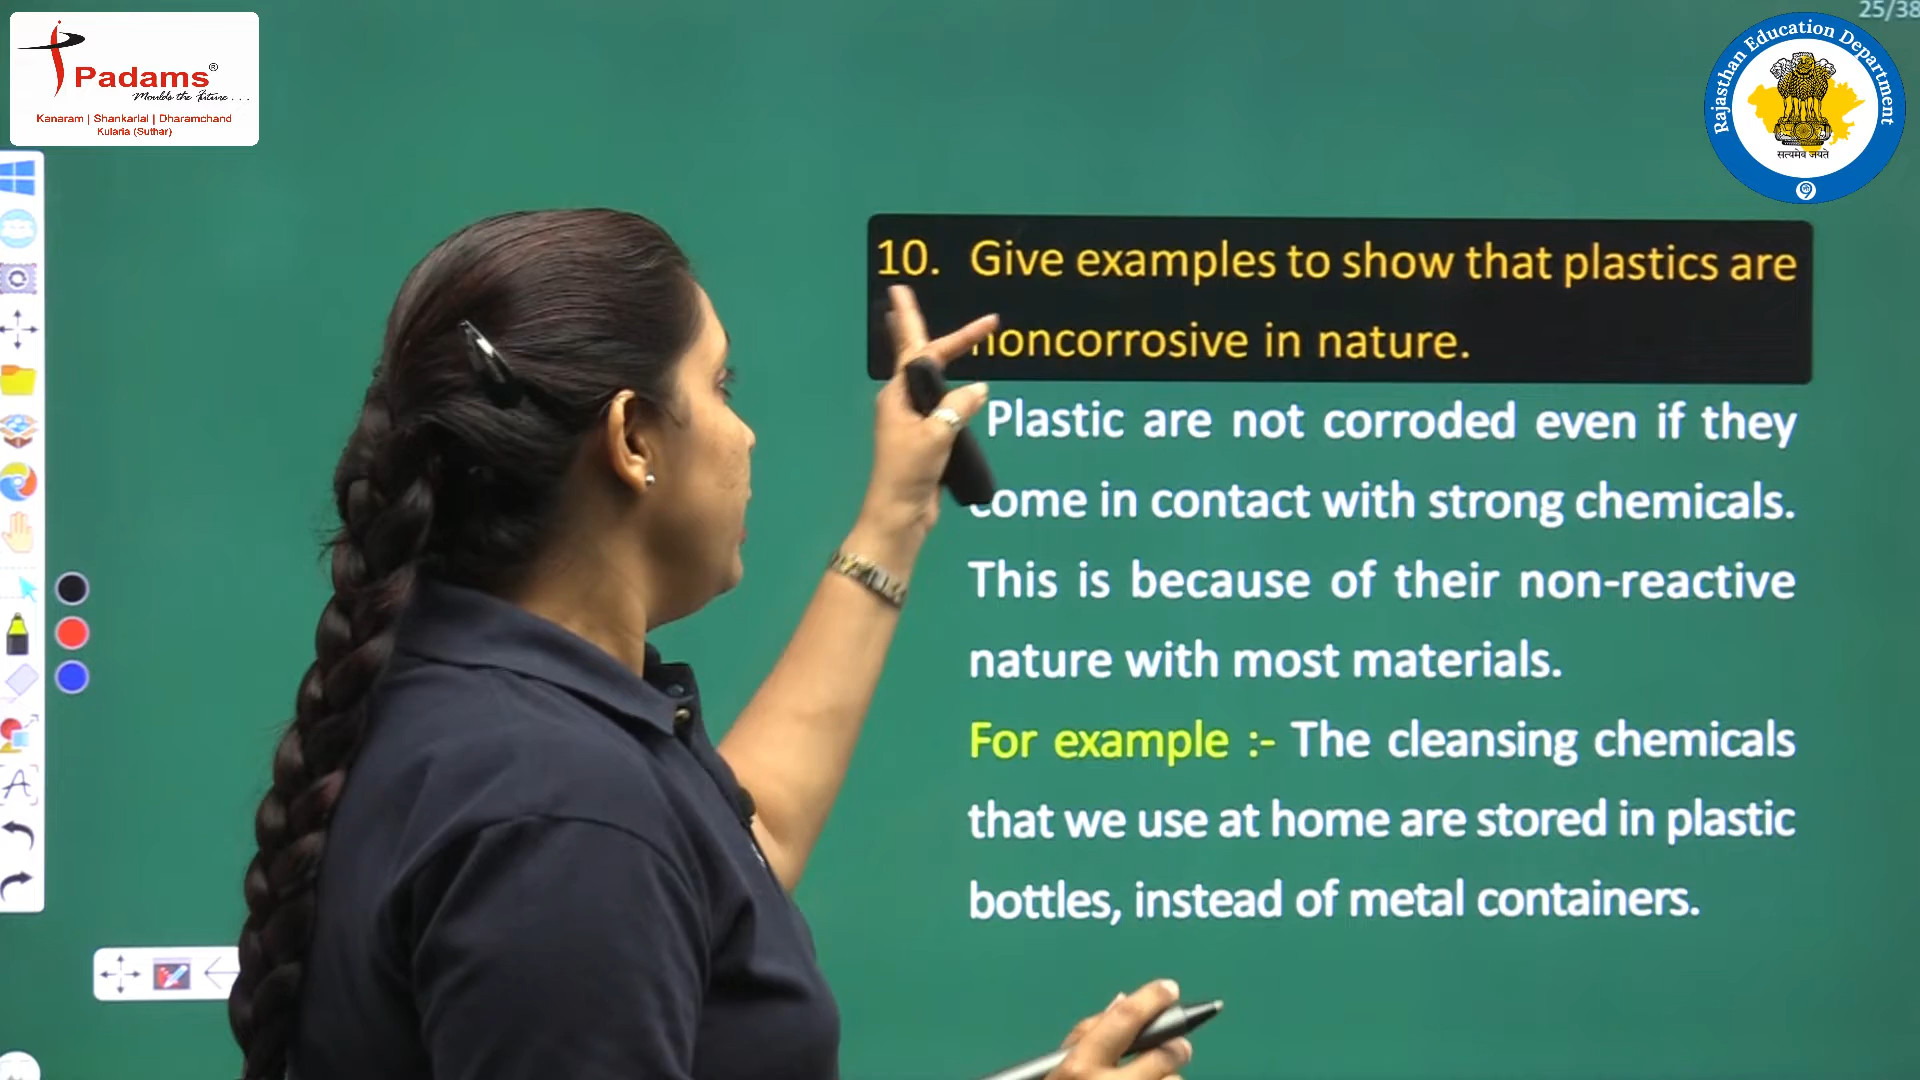 25/38
Padams®
Moulds the Future...
Kanaram | Shankarlal | Dharamchand
Kularia (Suthar)
Rajasthan Education Department
सत्यमेव जयते
10. Give examples to show that plastics are
noncorrosive in nature.
Plastic are not corroded even if they
come in contact with strong chemicals.
This is because of their non-reactive
nature with most materials.
For example :- The cleansing chemicals
that we use at home are stored in plastic
bottles, instead of metal containers.
A